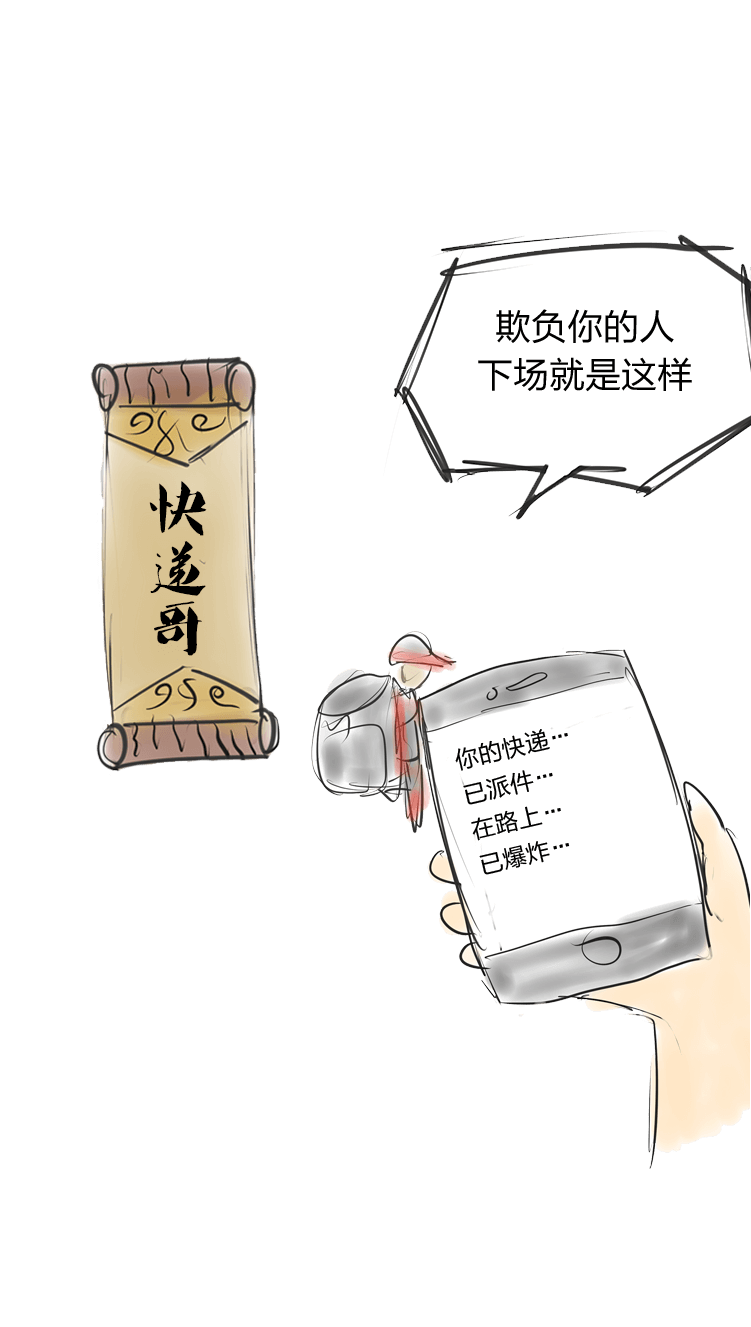 欺负你的人
下场就是这样
快递哥
你的快递…
已派件…
在路上…
已爆炸…